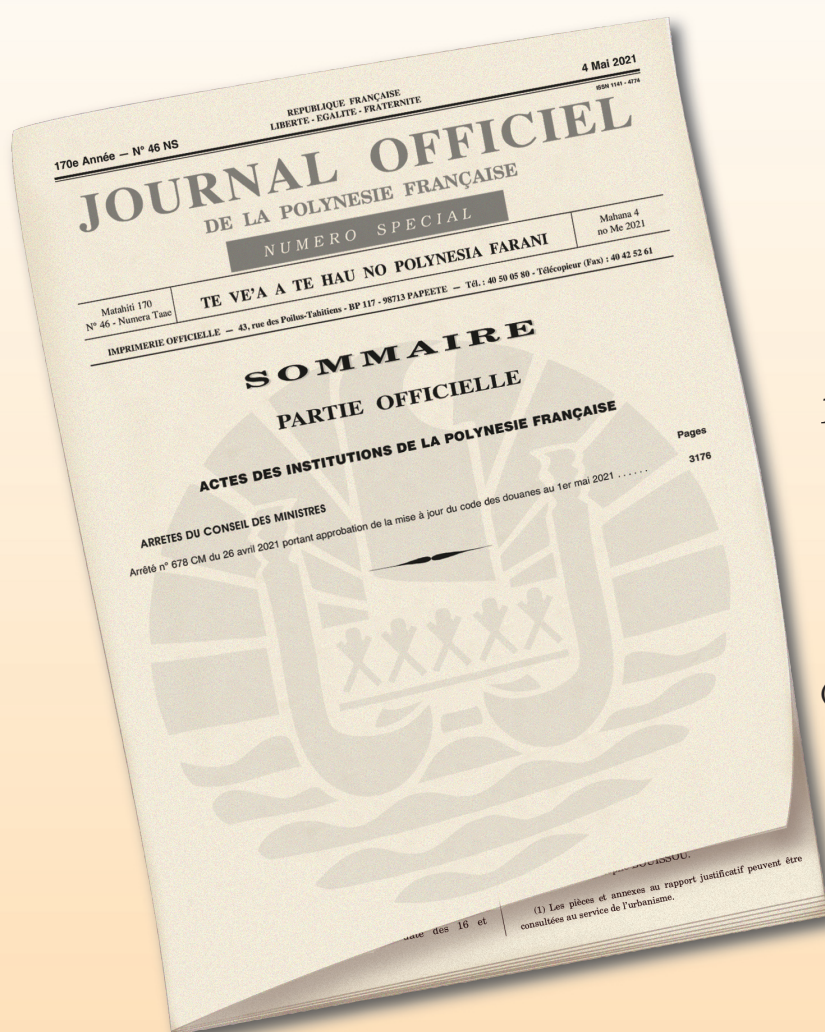 4 Mai 2021
ISSN 1141 - 4774
REPUBLIQUE FRANÇAISE
LIBERTE - EGALITE - FRATERNITE
170e Année — N° 46 NS
JOURNAL OFFICIEL
DE LA POLYNESIE FRANÇAISE
NUMERO SPECIAL
Matahiti 170
N° 46 - Numera Taae
TE VE'A A TE HAU NO POLYNESIA FARANI
Mahana 4
no Me 2021
IMPRIMERIE OFFICIELLE — 43, rue des Poilus-Tahitiens - BP 117 - 98713 PAPEETE — Tél. : 40 50 05 80 - Télécopieur (Fax) : 40 42 52 61
SOMMAIRE
PARTIE OFFICIELLE
ACTES DES INSTITUTIONS DE LA POLYNESIE FRANÇAISE
Pages
ARRETES DU CONSEIL DES MINISTRES
Arrêté n° 678 CM du 26 avril 2021 portant approbation de la mise à jour du code des douanes au 1er mai 2021 ...... 3176
date des 16 et
(1) Les pièces et annexes au rapport justificatif peuvent être
consultées au service de l'urbanisme.